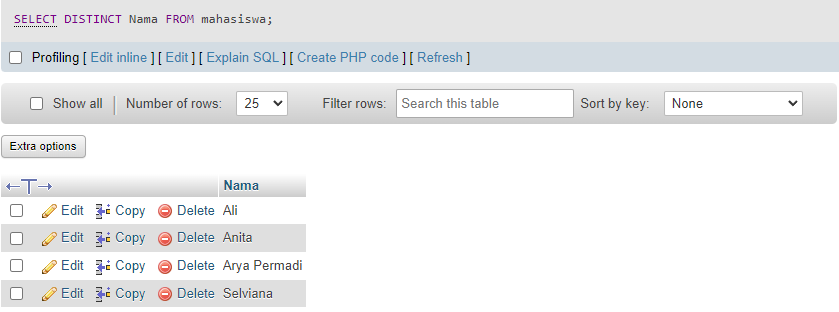 SELECT DISTINCT Nama FROM mahasiswa;
Profiling [ Edit inline ] [ Edit ] [ Explain SQL ] [ Create PHP code ] [ Refresh ]
Show all Number of rows: 25 Filter rows: Search this table Sort by key: None
Extra options
Nama
Edit Copy Delete Ali
Edit Copy Delete Anita
Edit Copy Delete Arya Permadi
Edit Copy Delete Selviana